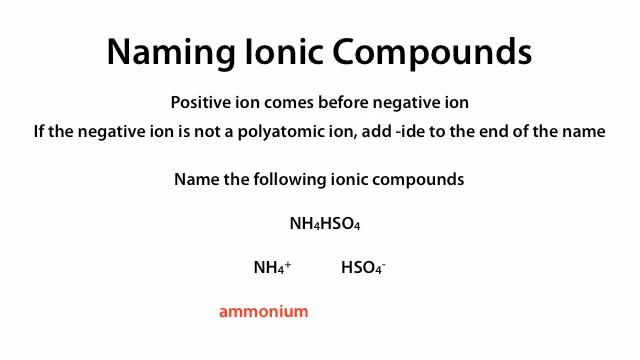 Naming Ionic Compounds
Positive ion comes before negative ion
If the negative ion is not a polyatomic ion, add -ide to the end of the name
Name the following ionic compounds
NH₄HSO₄
NH₄⁺ HSO₄⁻
ammonium